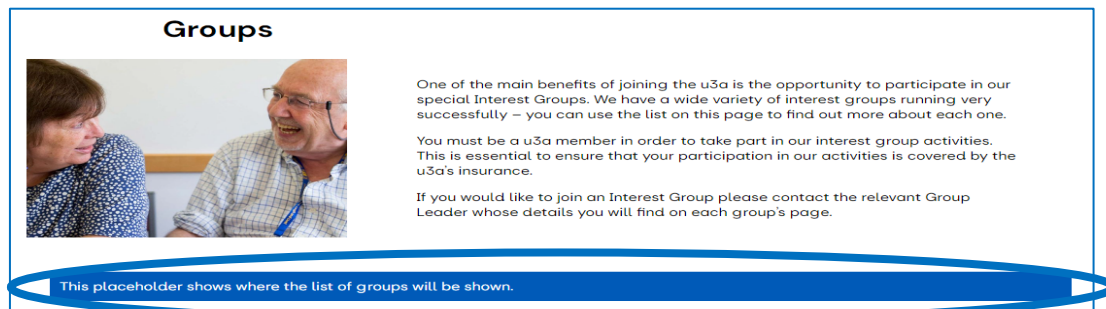 Groups
One of the main benefits of joining the u3a is the opportunity to participate in our
special Interest Groups. We have a wide variety of interest groups running very
successfully – you can use the list on this page to find out more about each one.
You must be a u3a member in order to take part in our interest group activities.
This is essential to ensure that your participation in our activities is covered by the
u3a's insurance.
If you would like to join an Interest Group please contact the relevant Group
Leader whose details you will find on each group's page.
This placeholder shows where the list of groups will be shown.